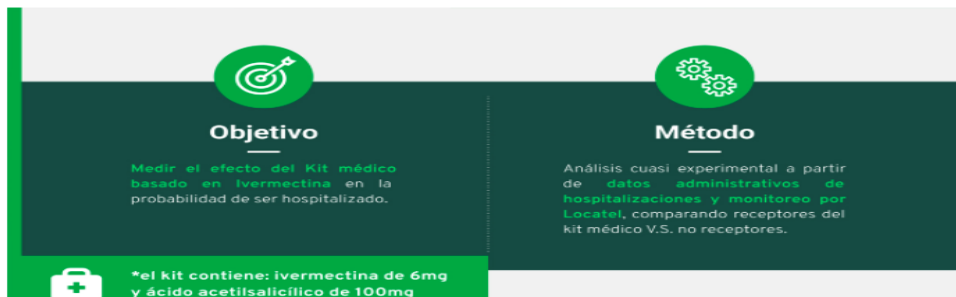 Objetivo
Medir el efecto del Kit médico
basado en Ivermectina en la
probabilidad de ser hospitalizado.
Método
Análisis cuasi experimental a partir
de datos administrativos de
hospitalizaciones y monitoreo por
Locatel, comparando receptores del
kit médico V.S. no receptores.
*el kit contiene: ivermectina de 6mg
y ácido acetilsalicílico de 100mg